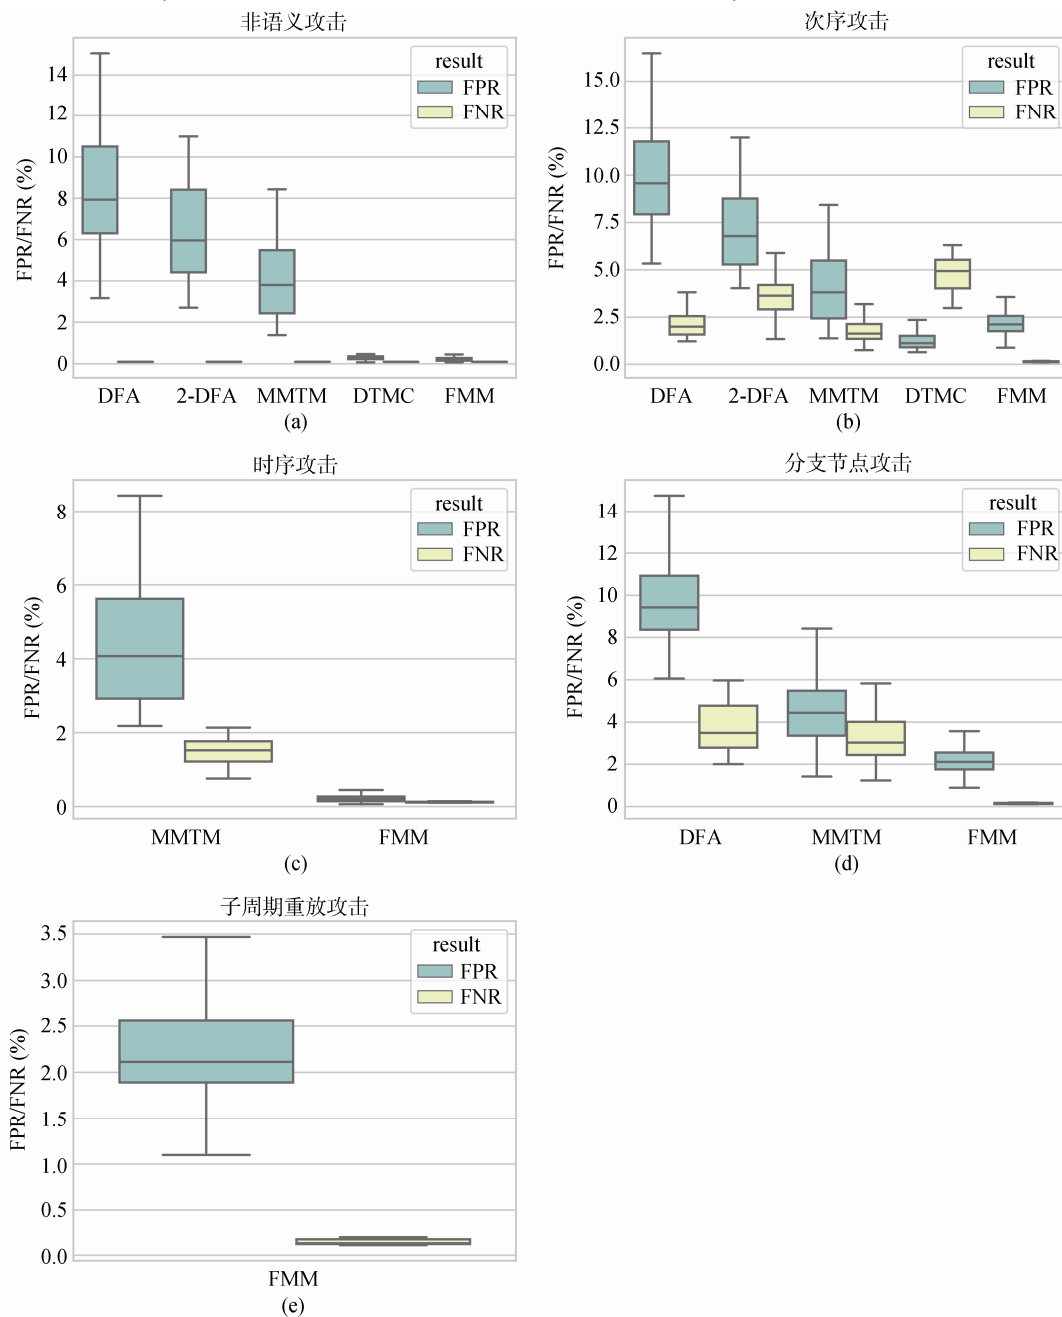 非语义攻击
result
FPR
FNR
FPR/FNR (%)
14
12
10
8
6
4
2
0
DFA 2-DFA MMTM DTMC FMM
(a)
次序攻击
result
FPR
FNR
FPR/FNR (%)
15.0
12.5
10.0
7.5
5.0
2.5
0.0
DFA 2-DFA MMTM DTMC FMM
(b)
时序攻击
result
FPR
FNR
FPR/FNR (%)
8
6
4
2
0
MMTM FMM
(c)
分支节点攻击
result
FPR
FNR
FPR/FNR (%)
14
12
10
8
6
4
2
0
DFA MMTM FMM
(d)
子周期重放攻击
result
FPR
FNR
FPR/FNR (%)
3.5
3.0
2.5
2.0
1.5
1.0
0.5
0.0
FMM
(e)